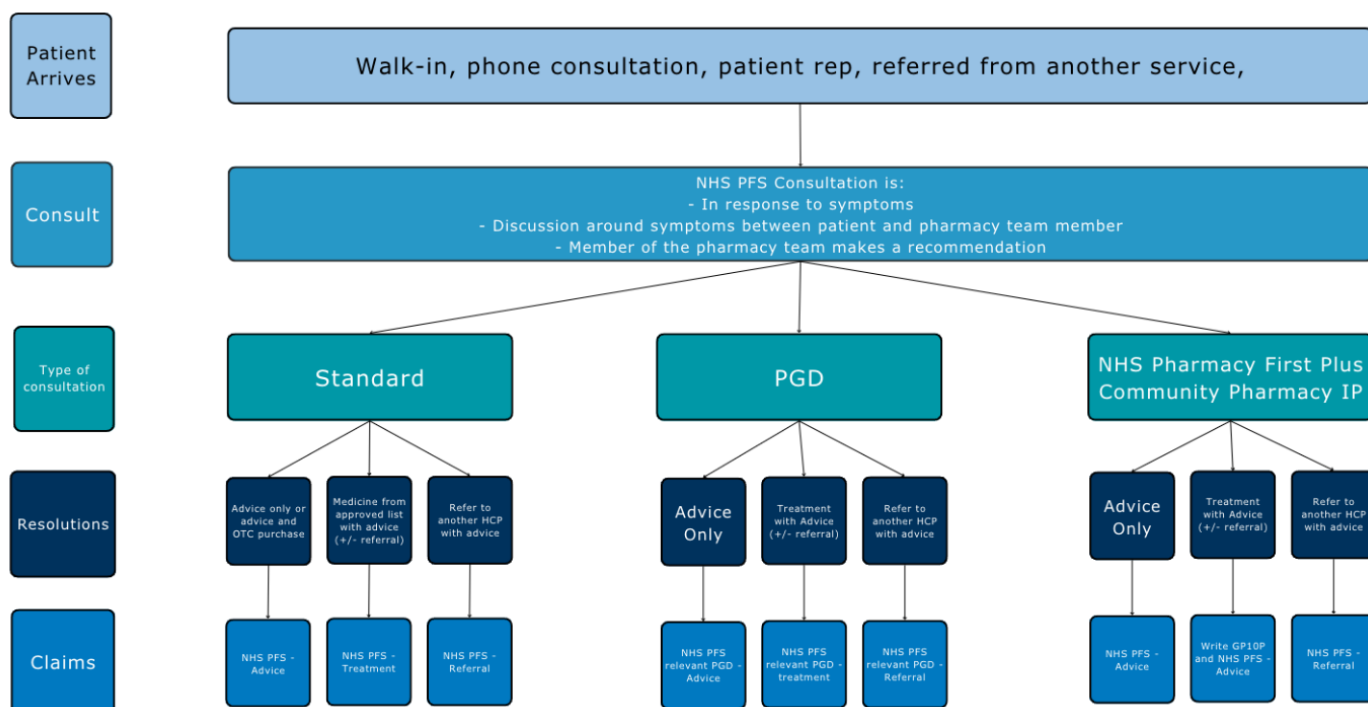 Patient
Arrives
Walk-in, phone consultation, patient rep, referred from another service,
Consult
NHS PFS Consultation is:
- In response to symptoms
- Discussion around symptoms between patient and pharmacy team member
- Member of the pharmacy team makes a recommendation
Type of
consultation
Standard
PGD
NHS Pharmacy First Plus
Community Pharmacy IP
Resolutions
Advice only or
advice and
OTC purchase
Medicine from
approved list
with advice
(+/- referral)
Refer to
another HCP
with advice
Advice
Only
Treatment
with Advice
(+/- referral)
Refer to
another HCP
with advice
Advice
Only
Treatment
with Advice
(+/- referral)
Refer to
another HCP
with advice
Claims
NHS PFS -
Advice
NHS PFS -
Treatment
NHS PFS -
Referral
NHS PFS
relevant PGD -
Advice
NHS PFS
relevant PGD -
treatment
NHS PFS
relevant PGD -
Referral
NHS PFS -
Advice
Write GP10P
and NHS PFS -
Advice
NHS PFS -
Referral